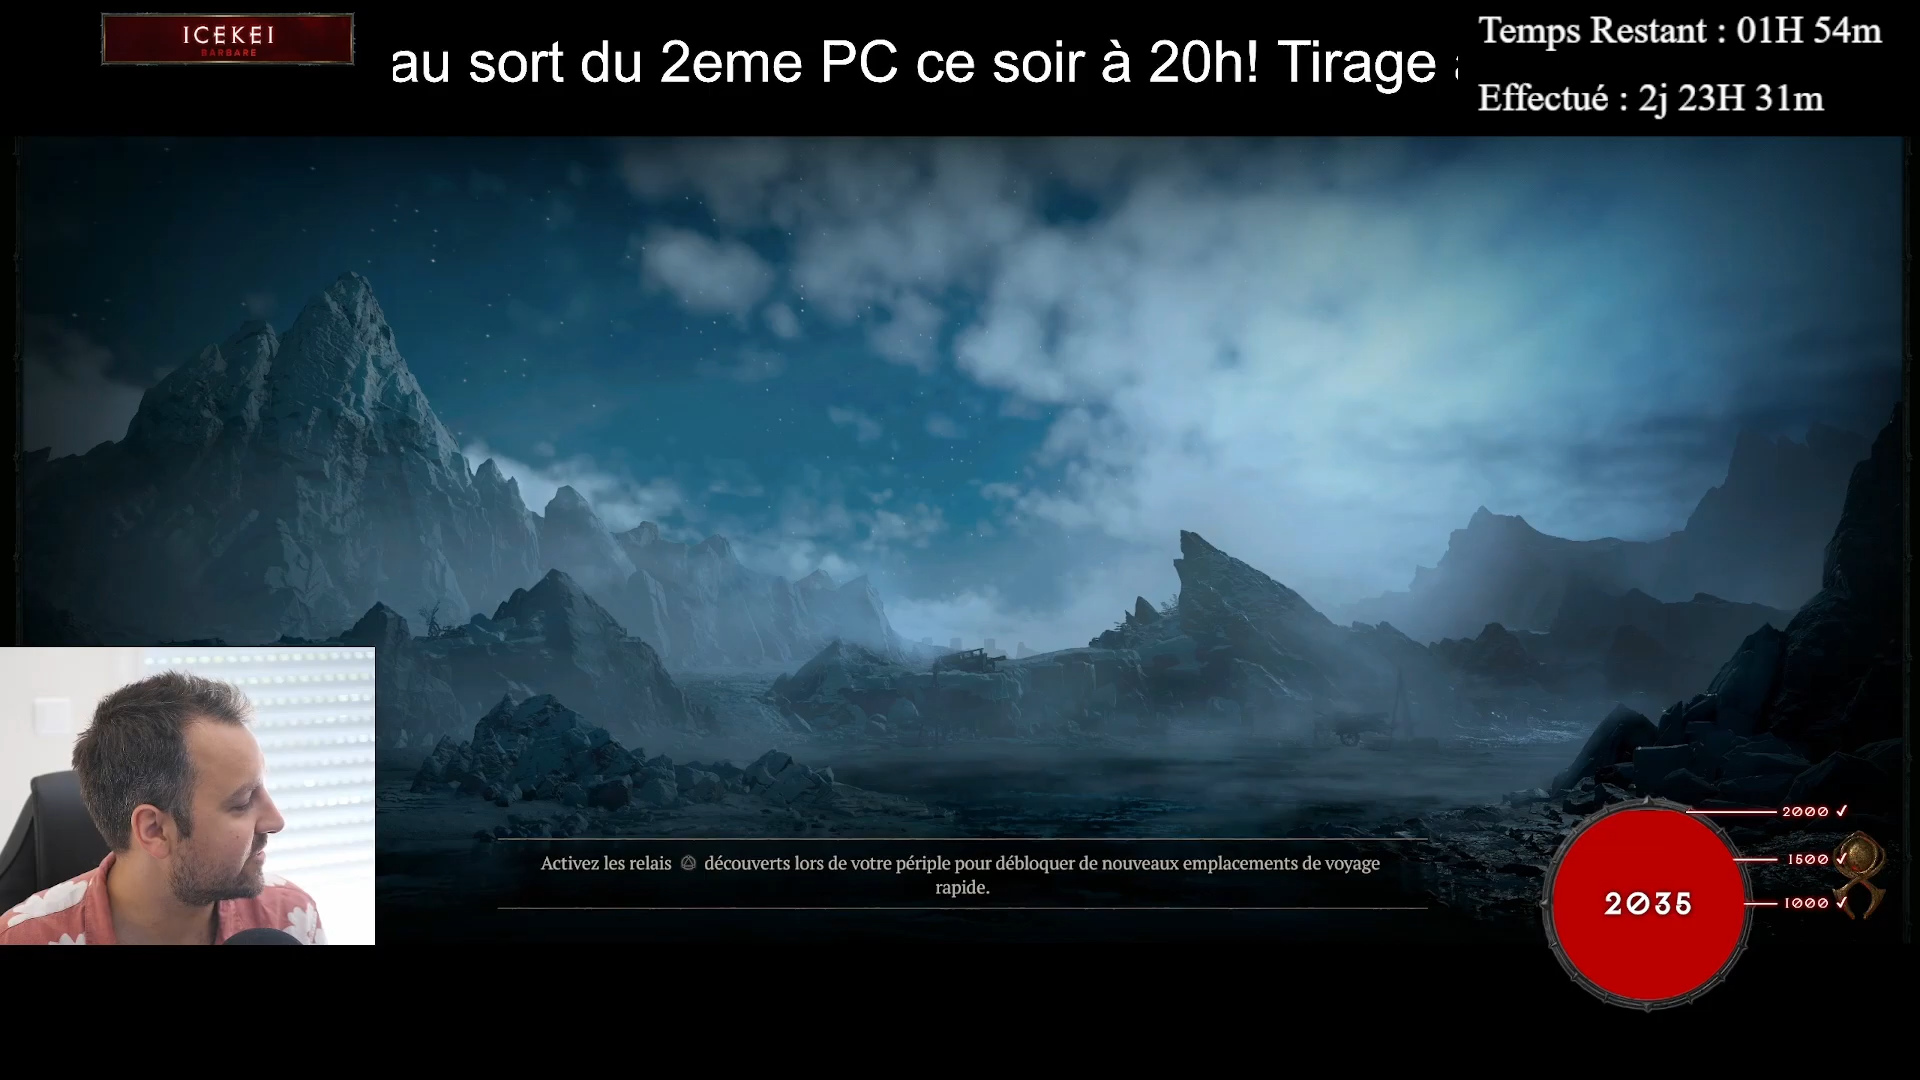 ICEKEI
BARBARE
au sort du 2eme PC ce soir à 20h! Tirage
Temps Restant : 01H 54m
Effectué : 2j 23H 31m
Activez les relais découverts lors de votre périple pour débloquer de nouveaux emplacements de voyage
rapide.
2000 ✓
1500 ✓
1000 ✓
2035